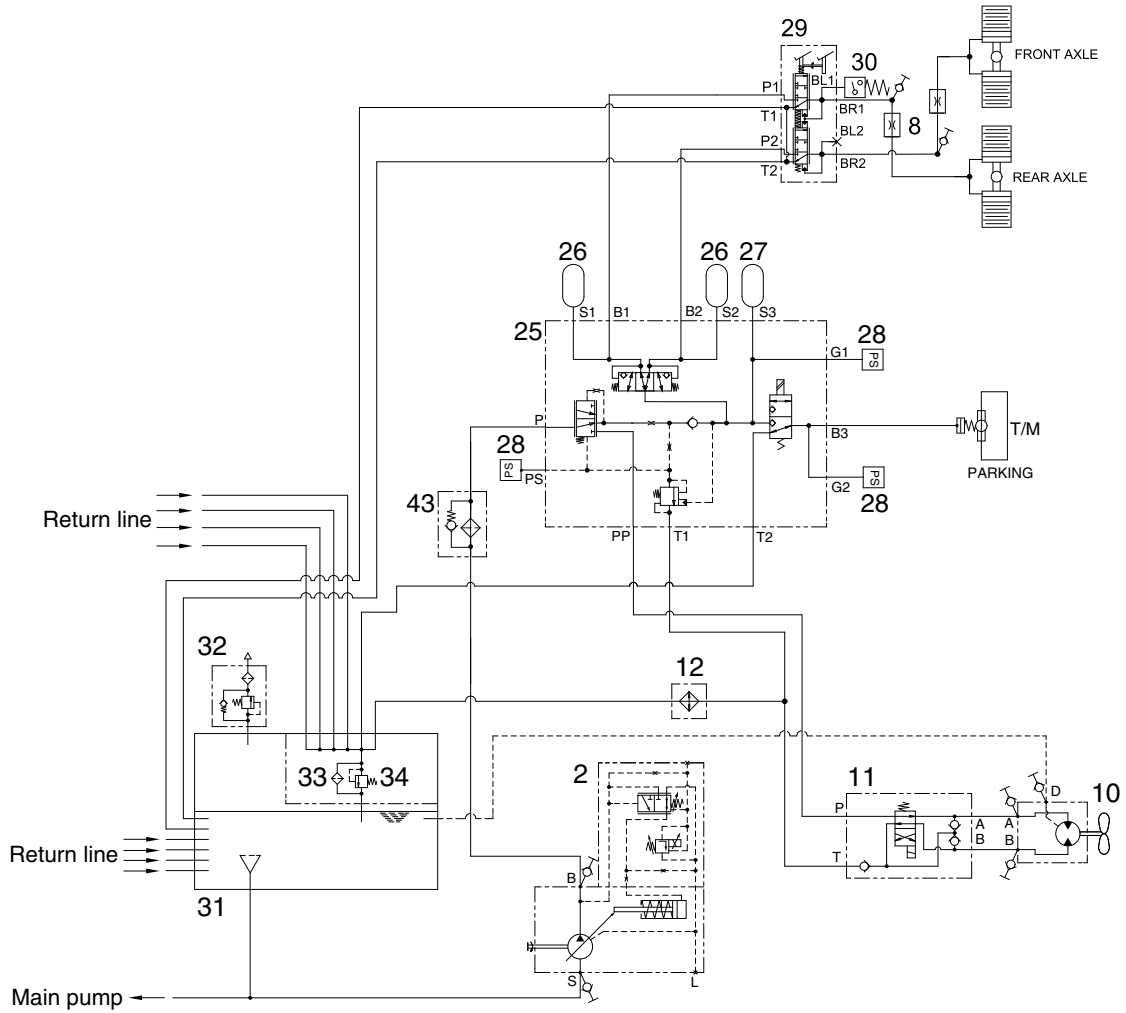 29
30
FRONT AXLE
P1
BL1
T1
BR1
8
P2
BL2
T2
BR2
REAR AXLE
26
26
27
S1
B1
B2
S2
S3
25
28
G1
PS
P
B3
T/M
PARKING
28
PS
PS
28
G2
PS
43
Return line
PP
T1
T2
32
12
33
34
2
11
D
10
P
A
A
B
B
T
Return line
31
B
S
L
Main pump